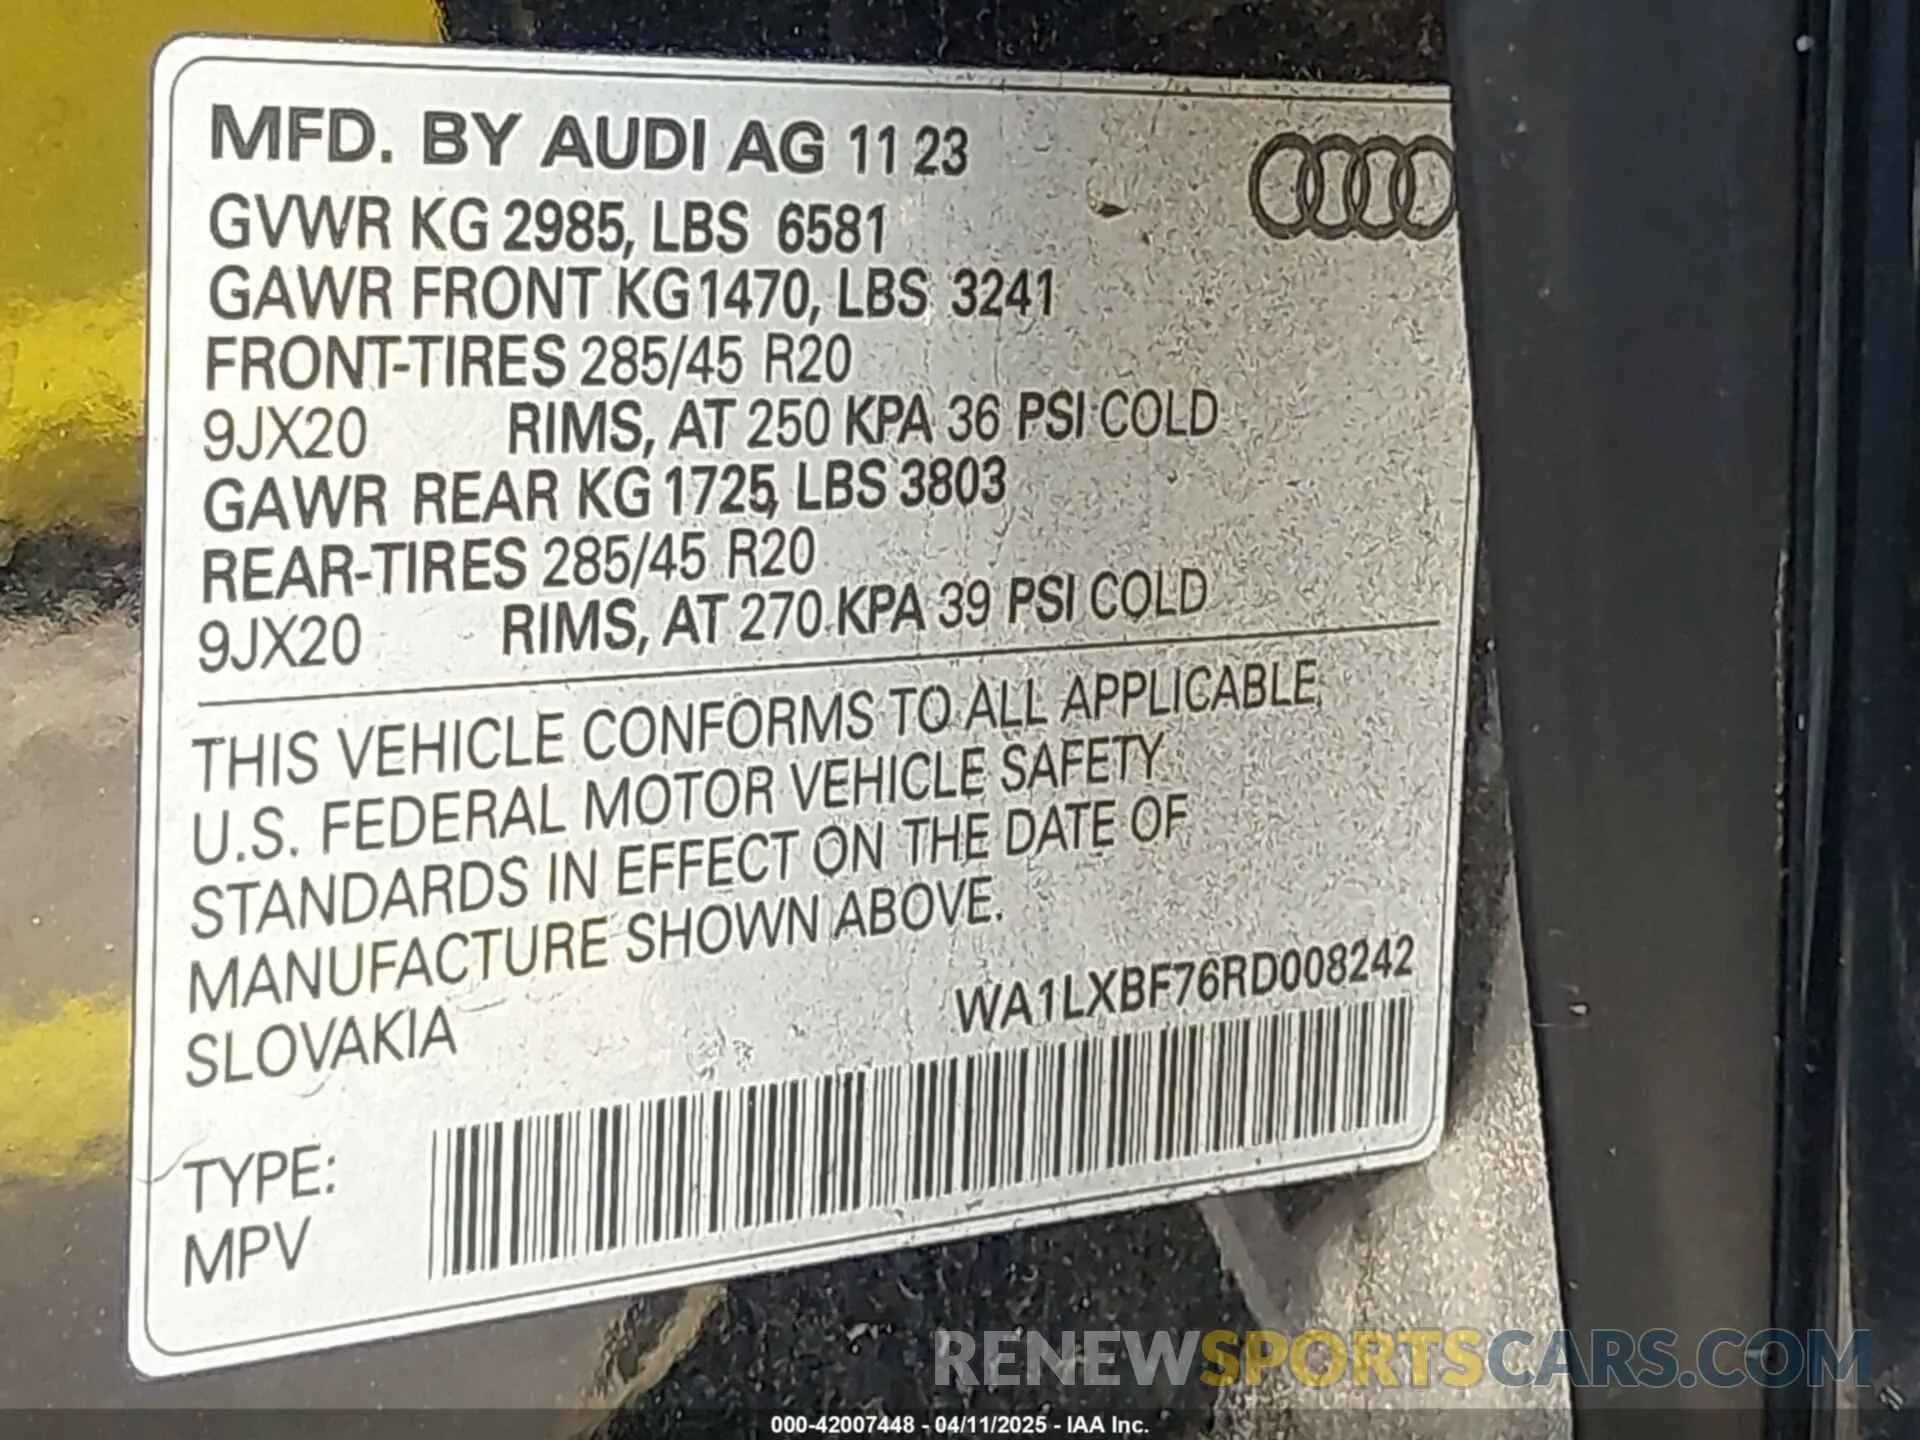 MFD. BY AUDI AG 11 23
GVWR KG 2985, LBS 6581
GAWR FRONT KG 1470, LBS 3241
FRONT-TIRES 285/45 R20
9JX20 RIMS, AT 250 KPA 36 PSI COLD
GAWR REAR KG 1725, LBS 3803
REAR-TIRES 285/45 R20
9JX20 RIMS, AT 270 KPA 39 PSI COLD
THIS VEHICLE CONFORMS TO ALL APPLICABLE
U.S. FEDERAL MOTOR VEHICLE SAFETY
STANDARDS IN EFFECT ON THE DATE OF
MANUFACTURE SHOWN ABOVE.
SLOVAKIA
WA1LXBF76RD008242
TYPE:
MPV
RENEWSPORTSCARS.COM
000-42007448 - 04/11/2025 - IAA Inc.